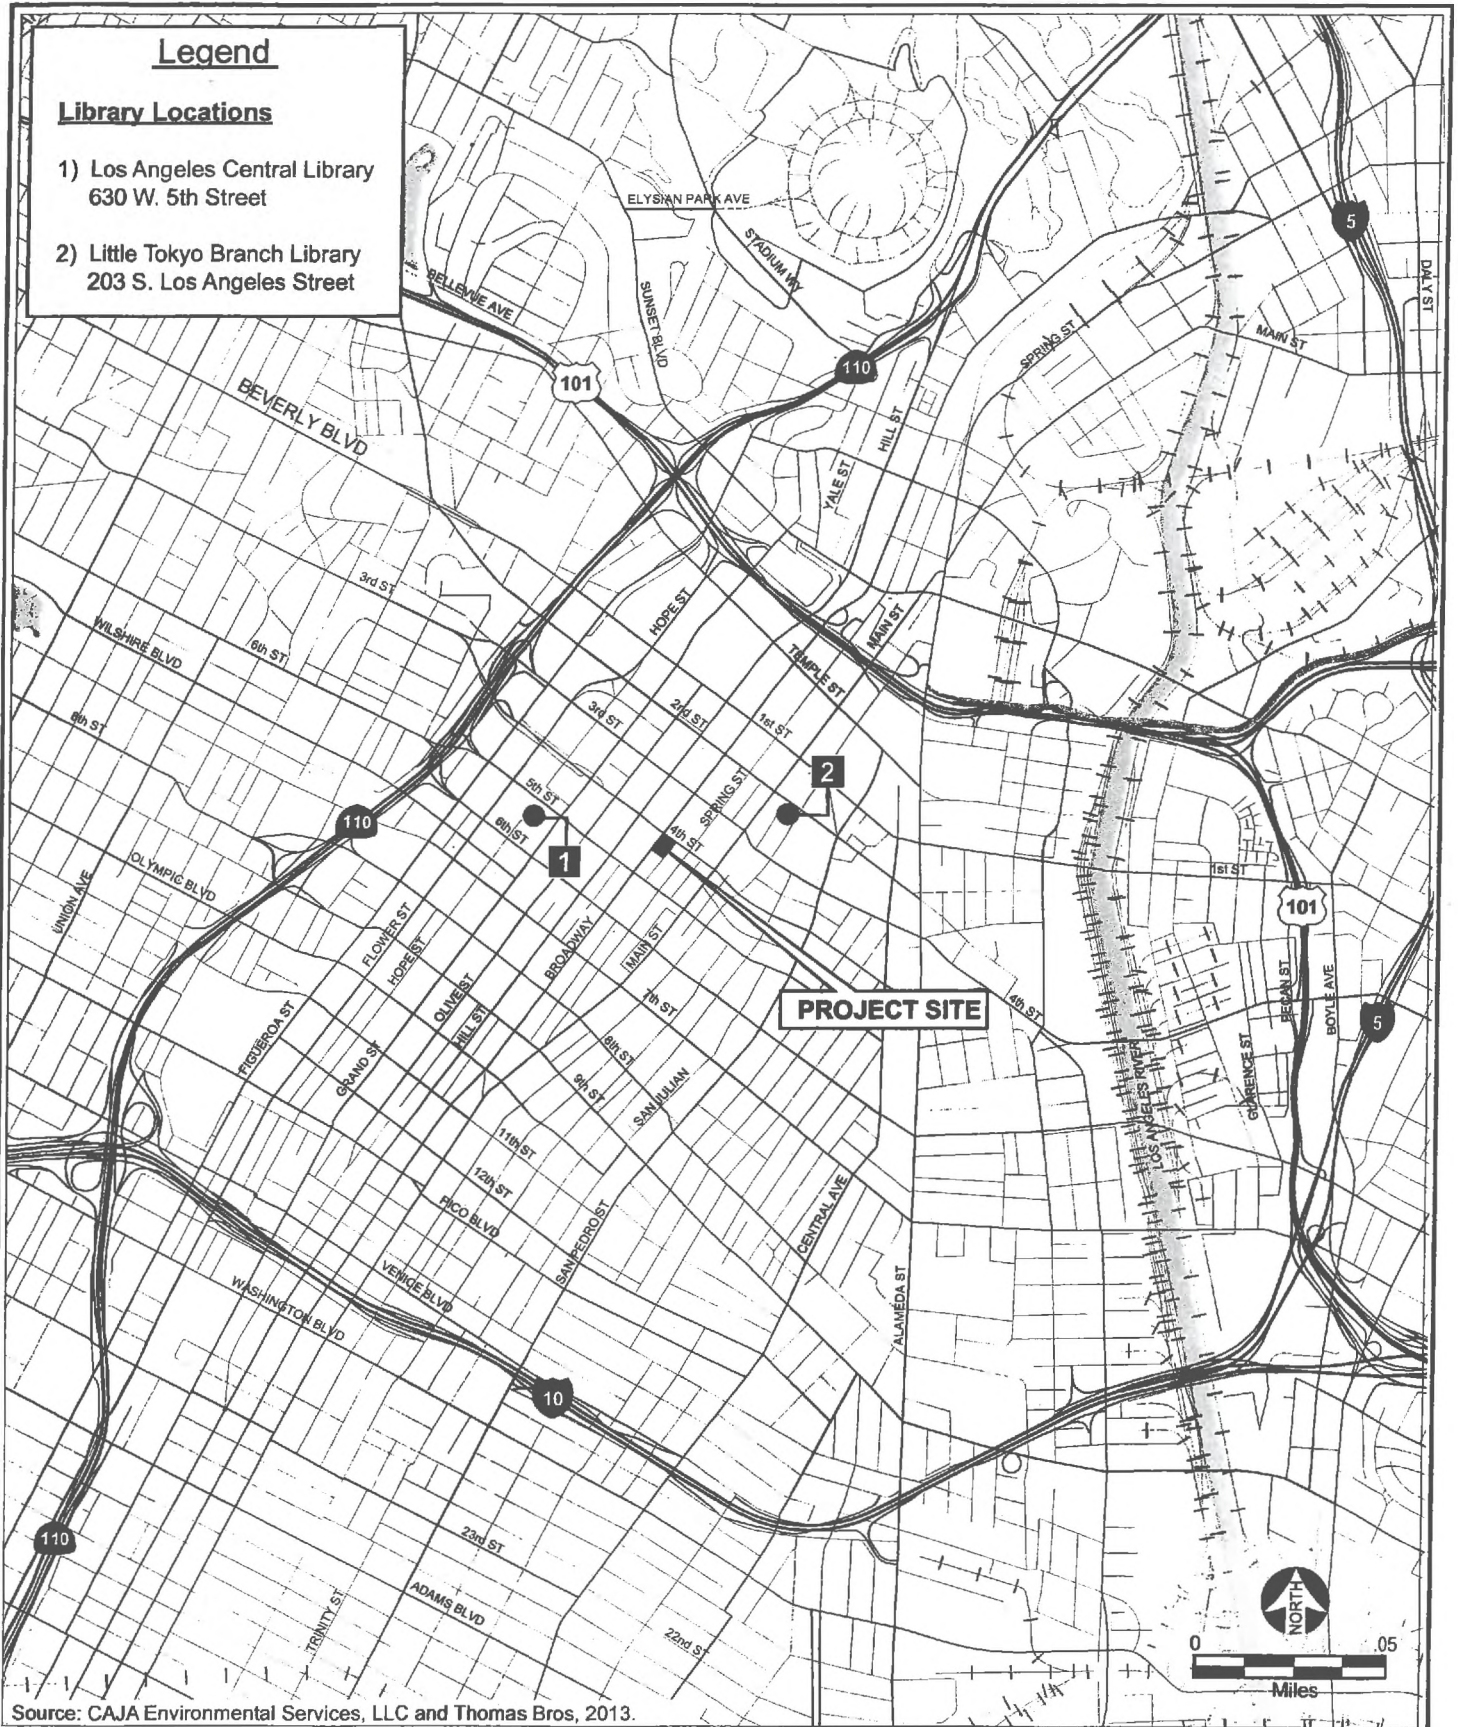 Legend
Library Locations
1) Los Angeles Central Library
630 W. 5th Street
2) Little Tokyo Branch Library
203 S. Los Angeles Street
ELYSIAN PARK AVE
STADIUM WY
5
DALY ST
BELLEVUE AVE
SUNSET BLVD
SPRING ST
MAIN ST
101
110
BEVERLY BLVD
HILL ST
YALE ST
3rd ST
HOPE ST
WILSHIRE BLVD
6th ST
MAIN ST
TEMPLE ST
8th ST
3rd ST
2nd ST
1st ST
2
5th ST
SPRING ST
110
6th ST
4th ST
1
OLYMPIC BLVD
1st ST
UNION AVE
101
FLOWER ST
HOPE ST
BROADWAY
MAIN ST
OLIVE ST
HILL ST
7th ST
PROJECT SITE
4th ST
BOYLE AVE
5
FIGUEROA ST
GRAND ST
8th ST
9th ST
SAN JULIAN
CLARENCE ST
LOS ANGELES RIVER
11th ST
12th ST
PICO BLVD
SAN PEDRO ST
CENTRAL AVE
VENICE BLVD
WASHINGTON BLVD
ALAMEDA ST
10
110
23rd ST
ADAMS BLVD
TRINITY ST
22nd ST
NORTH
0 .05
Miles
Source: CAJA Environmental Services, LLC and Thomas Bros, 2013.